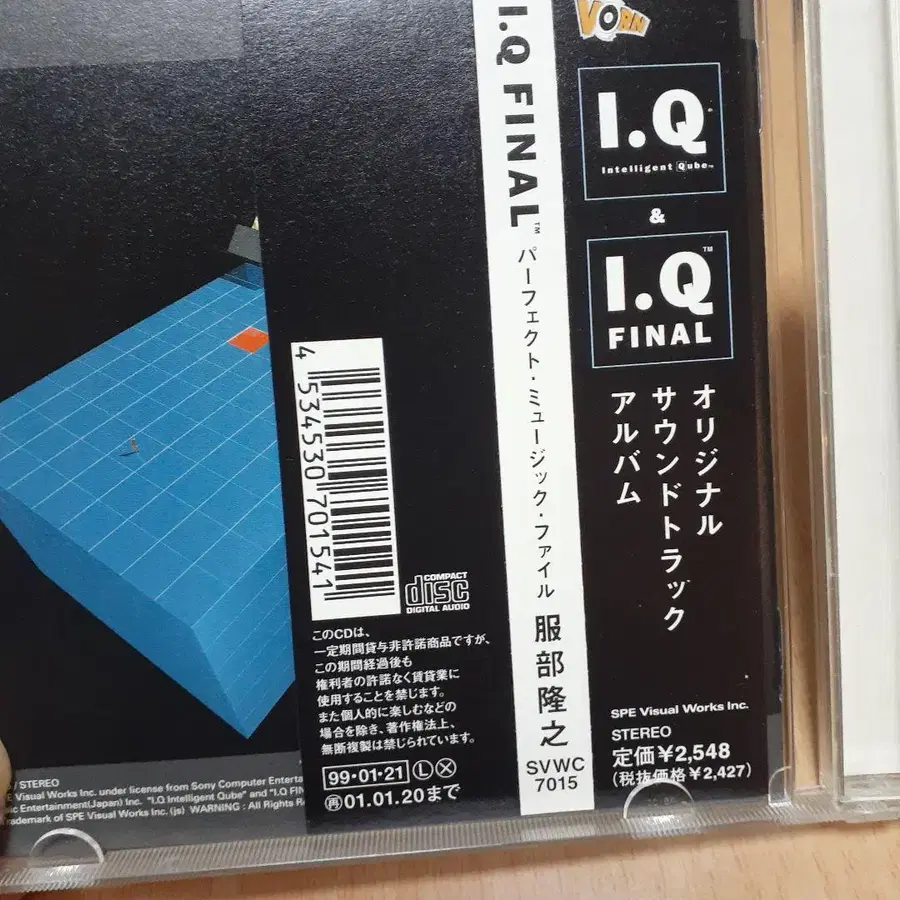 VORN
I.Q
Intelligent Qube™
&
I.Q™
FINAL
オリジナル
サウンドトラック
アルバム
SPE Visual Works Inc.
STEREO
定価¥2,548
(税抜価格¥2,427)
I.Q FINAL™ パーフェクト・ミュージック・ファイル 服部隆之
SVWC
7015
4 534530 701541
COMPACT
disc
DIGITAL AUDIO
このCDは、
一定期間貸与非許諾商品ですが、
この期間経過後も
権利者の許諾なく賃貸業に
使用することを禁じます。
また個人的に楽しむなどの
場合を除き、著作権法上、
無断複製は禁じられています。
99・01・21 Ⓛ Ⓧ
再 01.01.20まで
/ STEREO
Visual Works Inc. under license from Sony Computer Enterta
nic Entertainment(Japan) Inc. "I.Q Intelligent Qube" and "I.Q FIN
trademark of SPE Visual Works Inc. (js) WARNING : All Rights Re